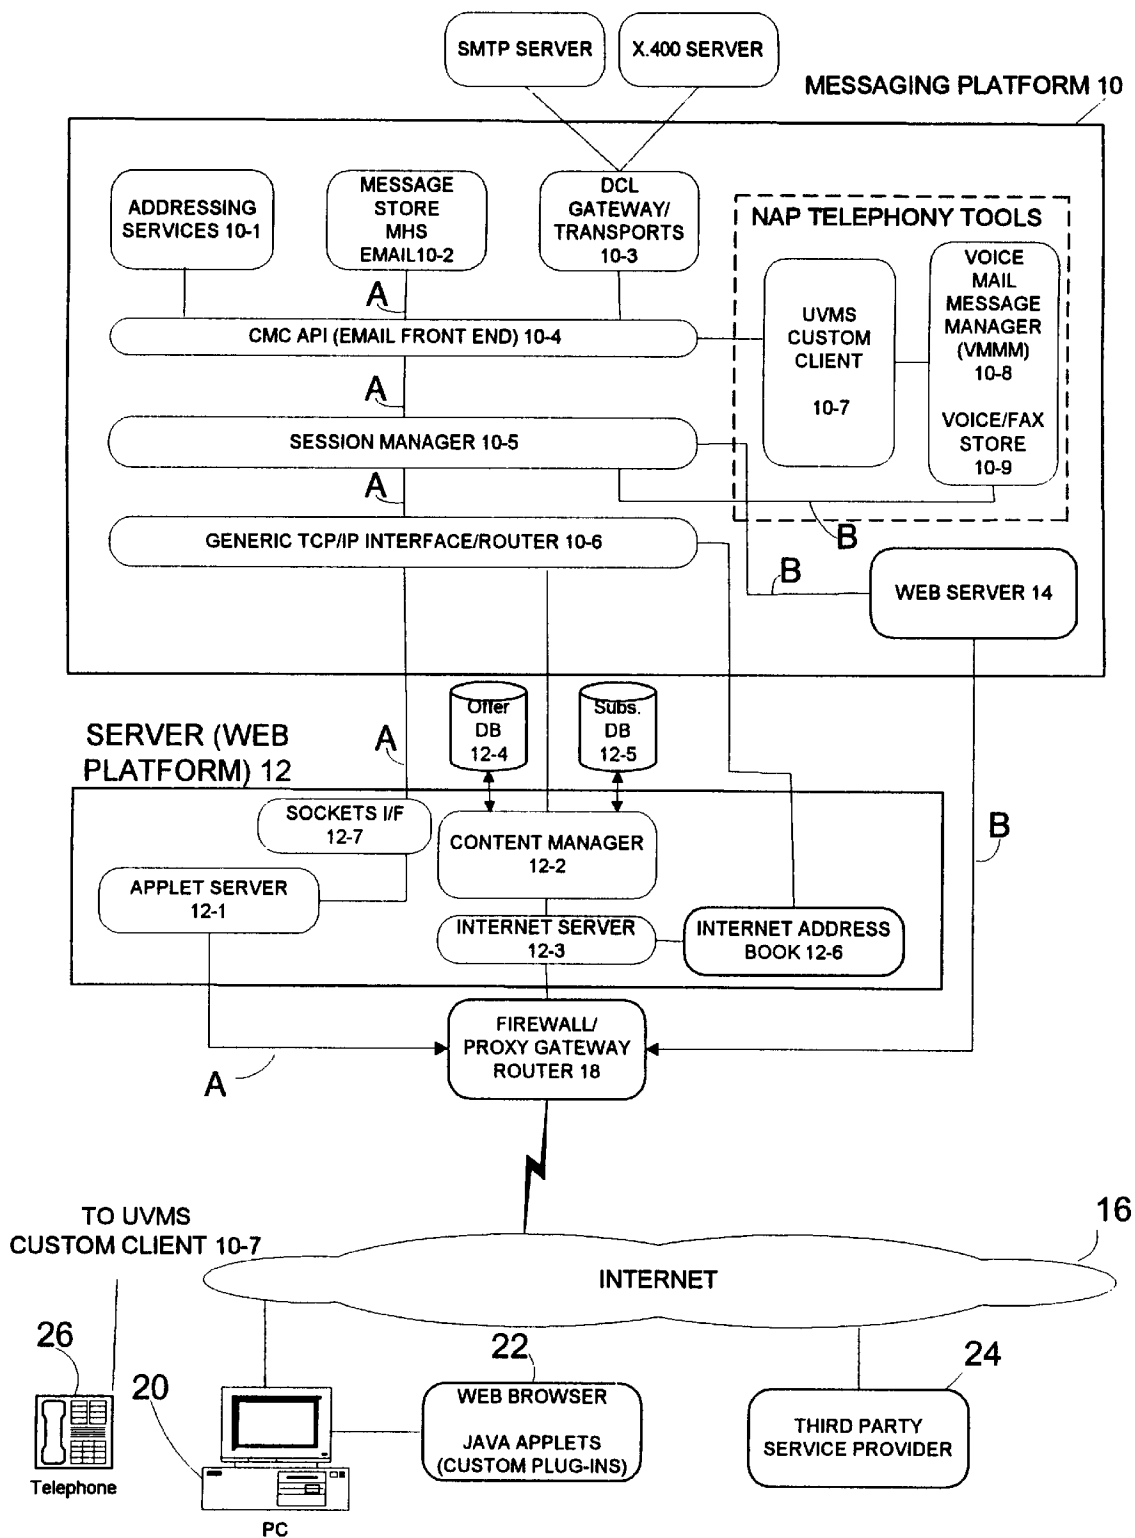 SMTP SERVER
X.400 SERVER
MESSAGING PLATFORM 10
ADDRESSING
SERVICES 10-1
MESSAGE
STORE
MHS
EMAIL10-2
DCL
GATEWAY/
TRANSPORTS
10-3
NAP TELEPHONY TOOLS
UVMS
CUSTOM
CLIENT
10-7
VOICE
MAIL
MESSAGE
MANAGER
(VMMM)
10-8
VOICE/FAX
STORE
10-9
A
CMC API (EMAIL FRONT END) 10-4
A
SESSION MANAGER 10-5
A
B
GENERIC TCP/IP INTERFACE/ROUTER 10-6
B
WEB SERVER 14
SERVER (WEB
PLATFORM) 12
A
Offer
DB
12-4
Subs.
DB
12-5
SOCKETS I/F
12-7
CONTENT MANAGER
12-2
B
APPLET SERVER
12-1
INTERNET SERVER
12-3
INTERNET ADDRESS
BOOK 12-6
FIREWALL/
PROXY GATEWAY
ROUTER 18
A
TO UVMS
CUSTOM CLIENT 10-7
16
INTERNET
26
20
22
24
WEB BROWSER
JAVA APPLETS
(CUSTOM PLUG-INS)
THIRD PARTY
SERVICE PROVIDER
Telephone
PC